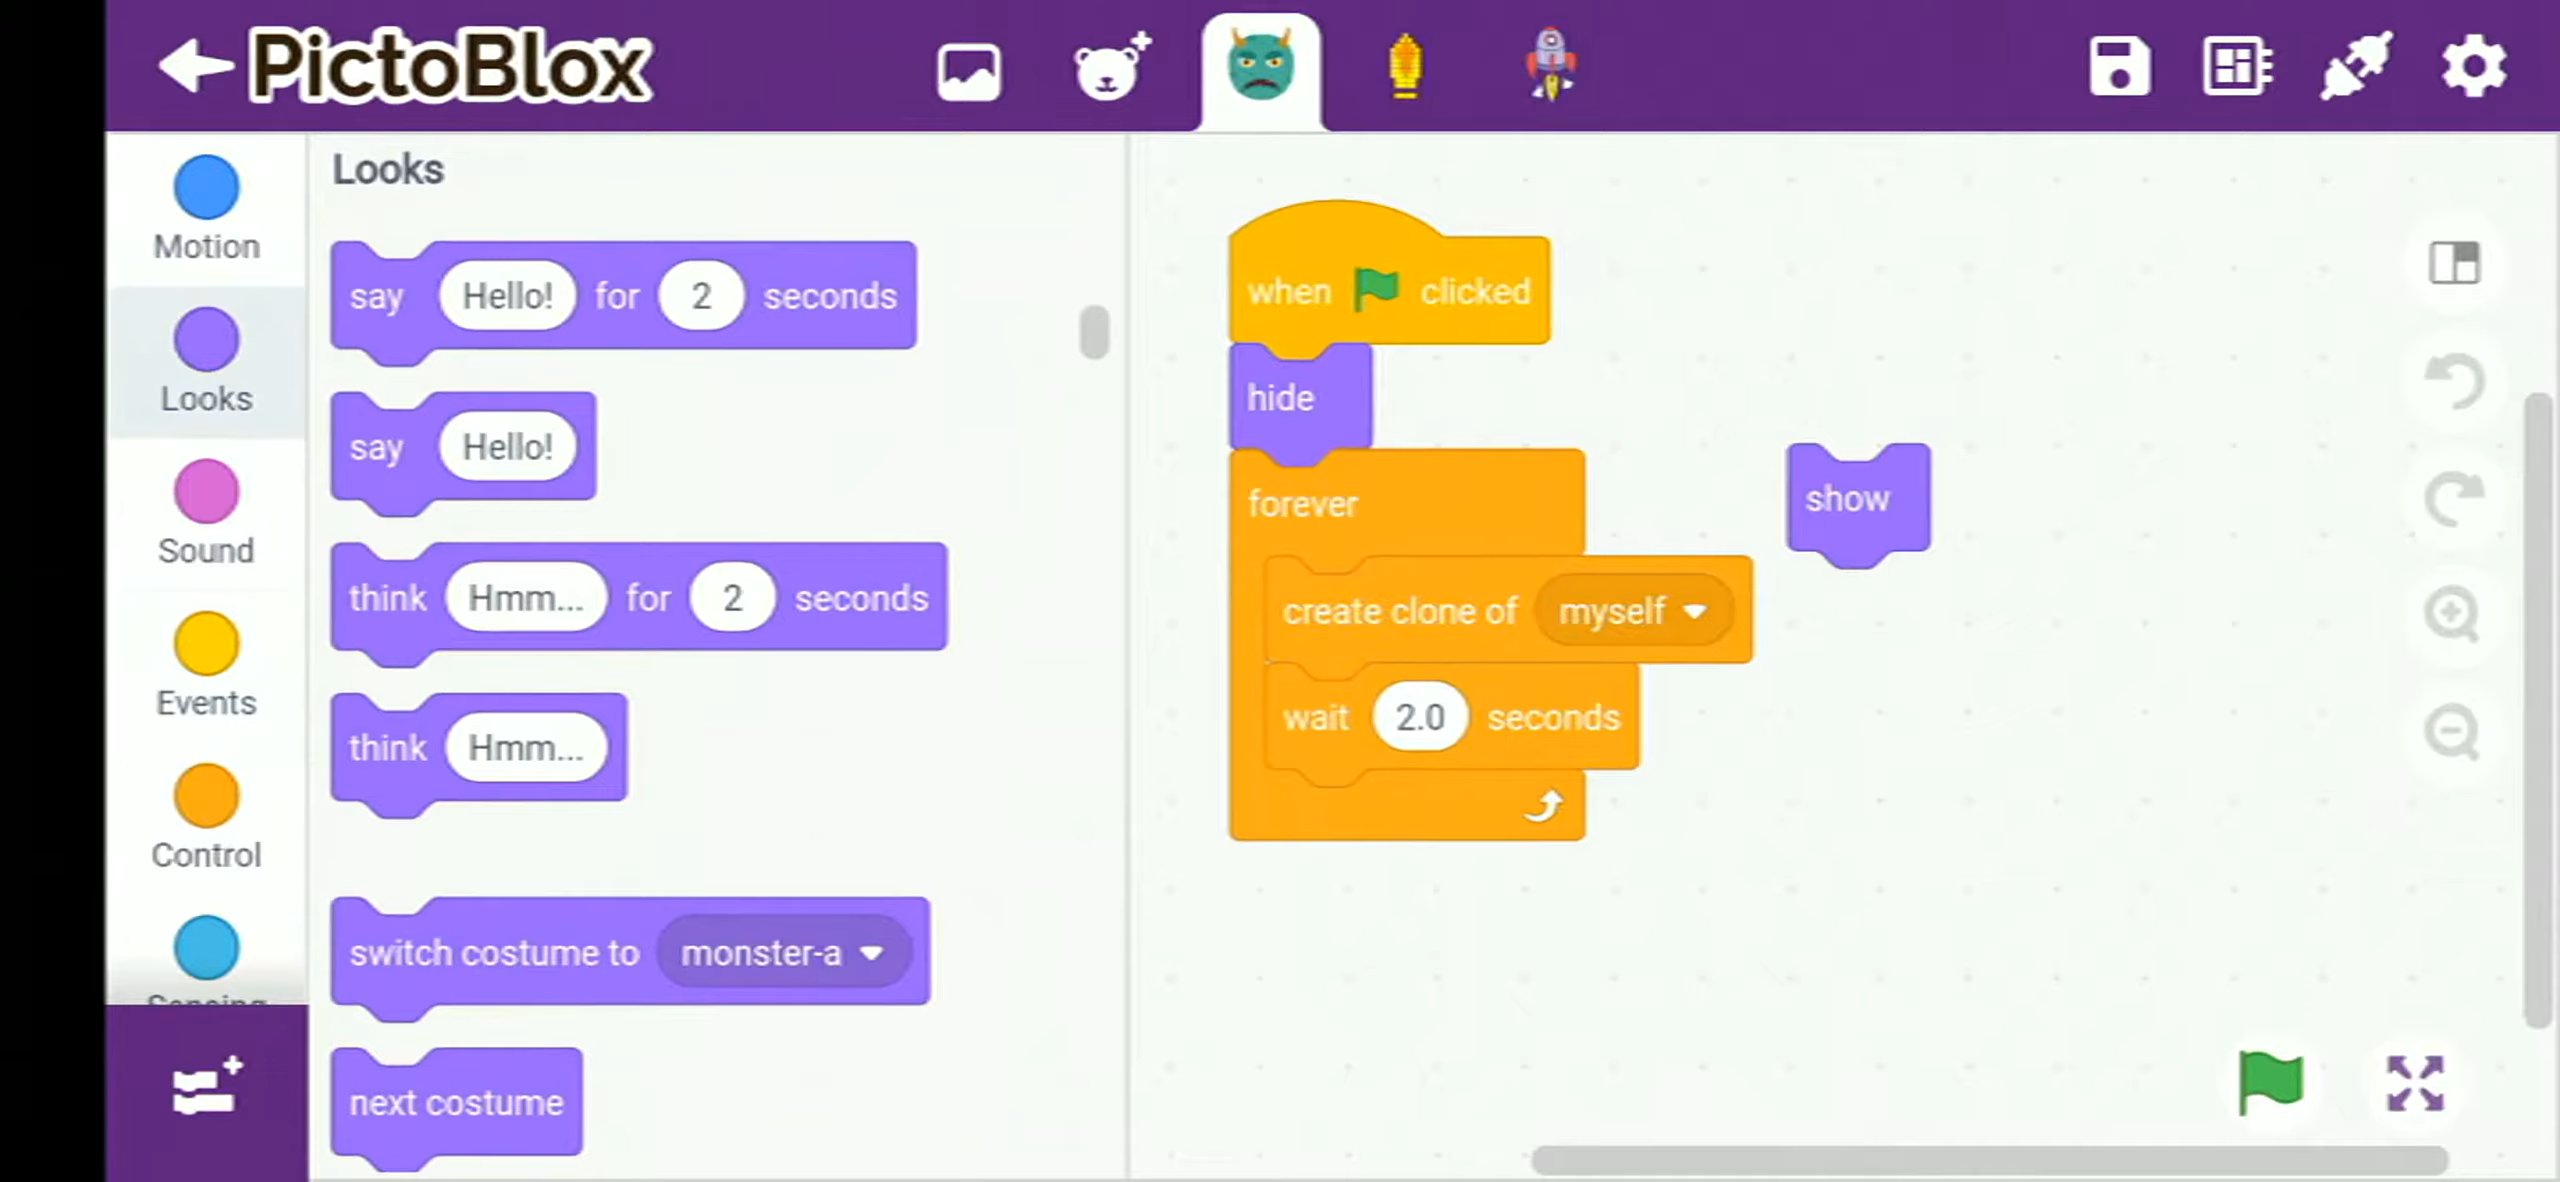 PictoBlox
Motion
Looks
Sound
Events
Control
Sensing
Looks
say Hello! for 2 seconds
say Hello!
think Hmm... for 2 seconds
think Hmm...
switch costume to monster-a
next costume
when clicked
hide
forever
create clone of myself
wait 2.0 seconds
show